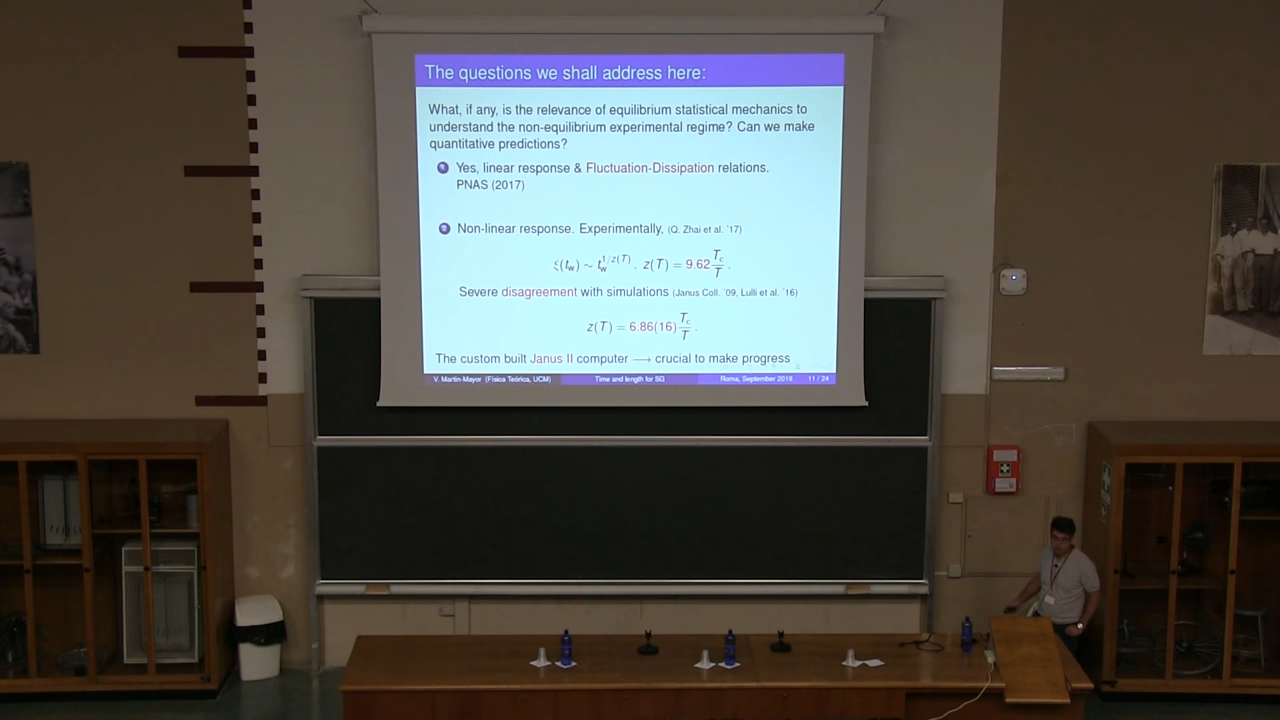 The questions we shall address here:
What, if any, is the relevance of equilibrium statistical mechanics to
understand the non-equilibrium experimental regime? Can we make
quantitative predictions?
1 Yes, linear response & Fluctuation-Dissipation relations.
PNAS (2017)
2 Non-linear response. Experimentally, (Q. Zhai et al. '17)
ξ(t_w) ~ t_w^{1/z(T)}, z(T) = 9.62 T_c/T.
Severe disagreement with simulations (Janus Coll. '09, Lulli et al. '16)
z(T) = 6.86(16) T_c/T.
The custom built Janus II computer ⟶ crucial to make progress
V. Martin-Mayor (Física Teórica, UCM) Time and length for SG Roma, September 2018 11 / 24